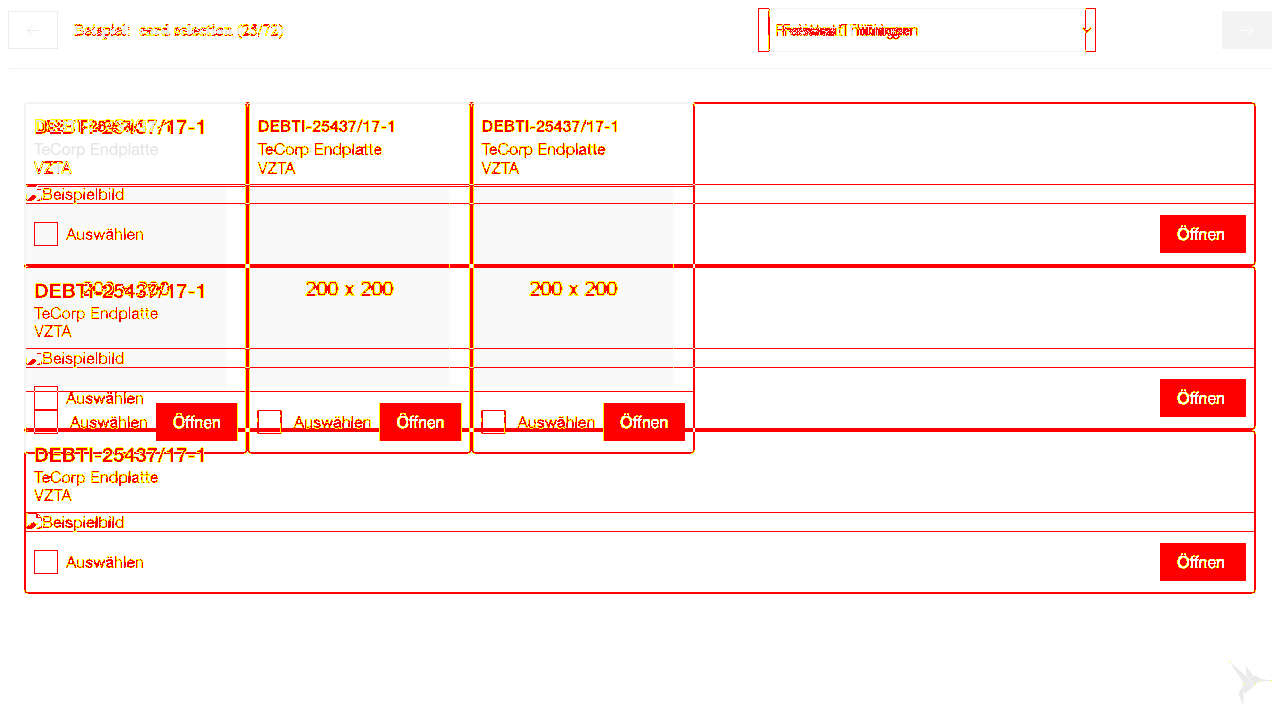 Beispiel: card selection (25/72)
DEBTI-25437/17-1
TeCorp Endplatte
VZTA
DEBTI-25437/17-1
TeCorp Endplatte
VZTA
DEBTI-25437/17-1
TeCorp Endplatte
VZTA
Beispielbild
Auswählen
Öffnen
DEBTI-25437/17-1
TeCorp Endplatte
VZTA
200 x 200
200 x 200
200 x 200
Beispielbild
Auswählen
Öffnen
Auswählen
Öffnen
Auswählen
Öffnen
Auswählen
Öffnen
DEBTI-25437/17-1
TeCorp Endplatte
VZTA
Beispielbild
Auswählen
Öffnen